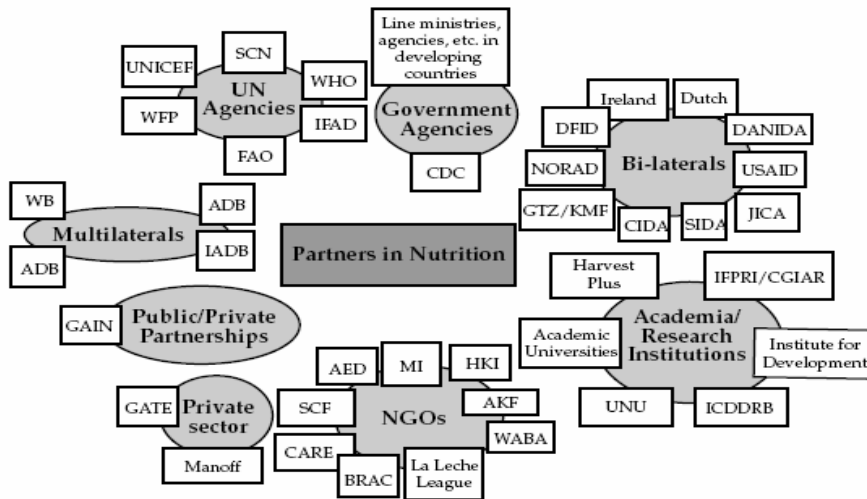 Line ministries,
agencies, etc. in
developing
countries
SCN
UNICEF
UN
Agencies
WHO
WFP
IFAD
FAO
Government
Agencies
CDC
Ireland
Dutch
DFID
DANIDA
Bi-laterals
NORAD
USAID
GTZ/KMF
JICA
CIDA
SIDA
WB
ADB
Multilaterals
ADB
IADB
Partners in Nutrition
GAIN
Public/Private
Partnerships
Harvest
Plus
IFPRI/CGIAR
Academia/
Research
Institutions
Academic
Universities
Institute for
Development
UNU
ICDDRB
GATE
Private
sector
Manoff
AED
MI
HKI
SCF
NGOs
AKF
WABA
CARE
BRAC
La Leche
League